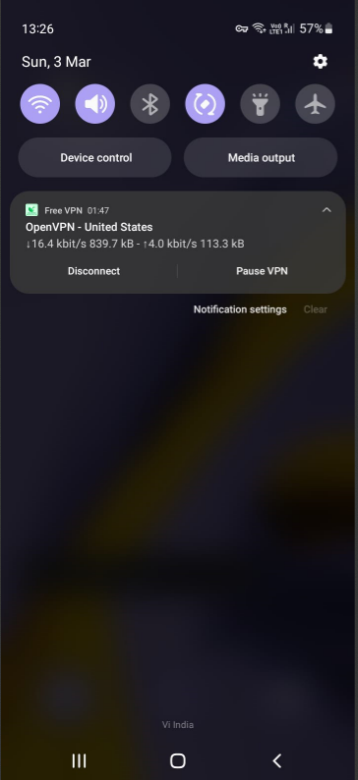 13:26 57%
Sun, 3 Mar
Device control Media output
Free VPN 01:47
OpenVPN - United States
↓16.4 kbit/s 839.7 kB - ↑4.0 kbit/s 113.3 kB
Disconnect Pause VPN
Notification settings Clear
Vi India